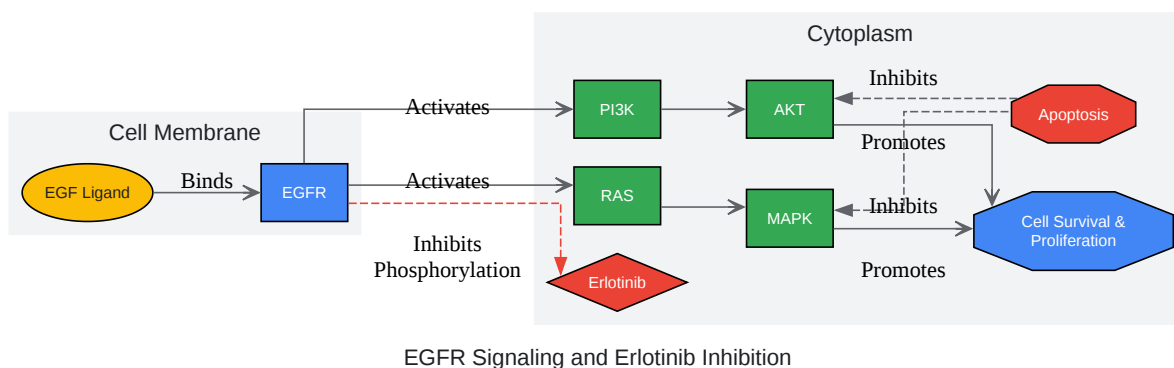 Cytoplasm
Inhibits
Activates
PI3K
AKT
Apoptosis
Cell Membrane
Promotes
EGF Ligand
Binds
EGFR
Activates
RAS
MAPK
Inhibits
Cell Survival &
Proliferation
Inhibits
Phosphorylation
Erlotinib
Promotes
EGFR Signaling and Erlotinib Inhibition